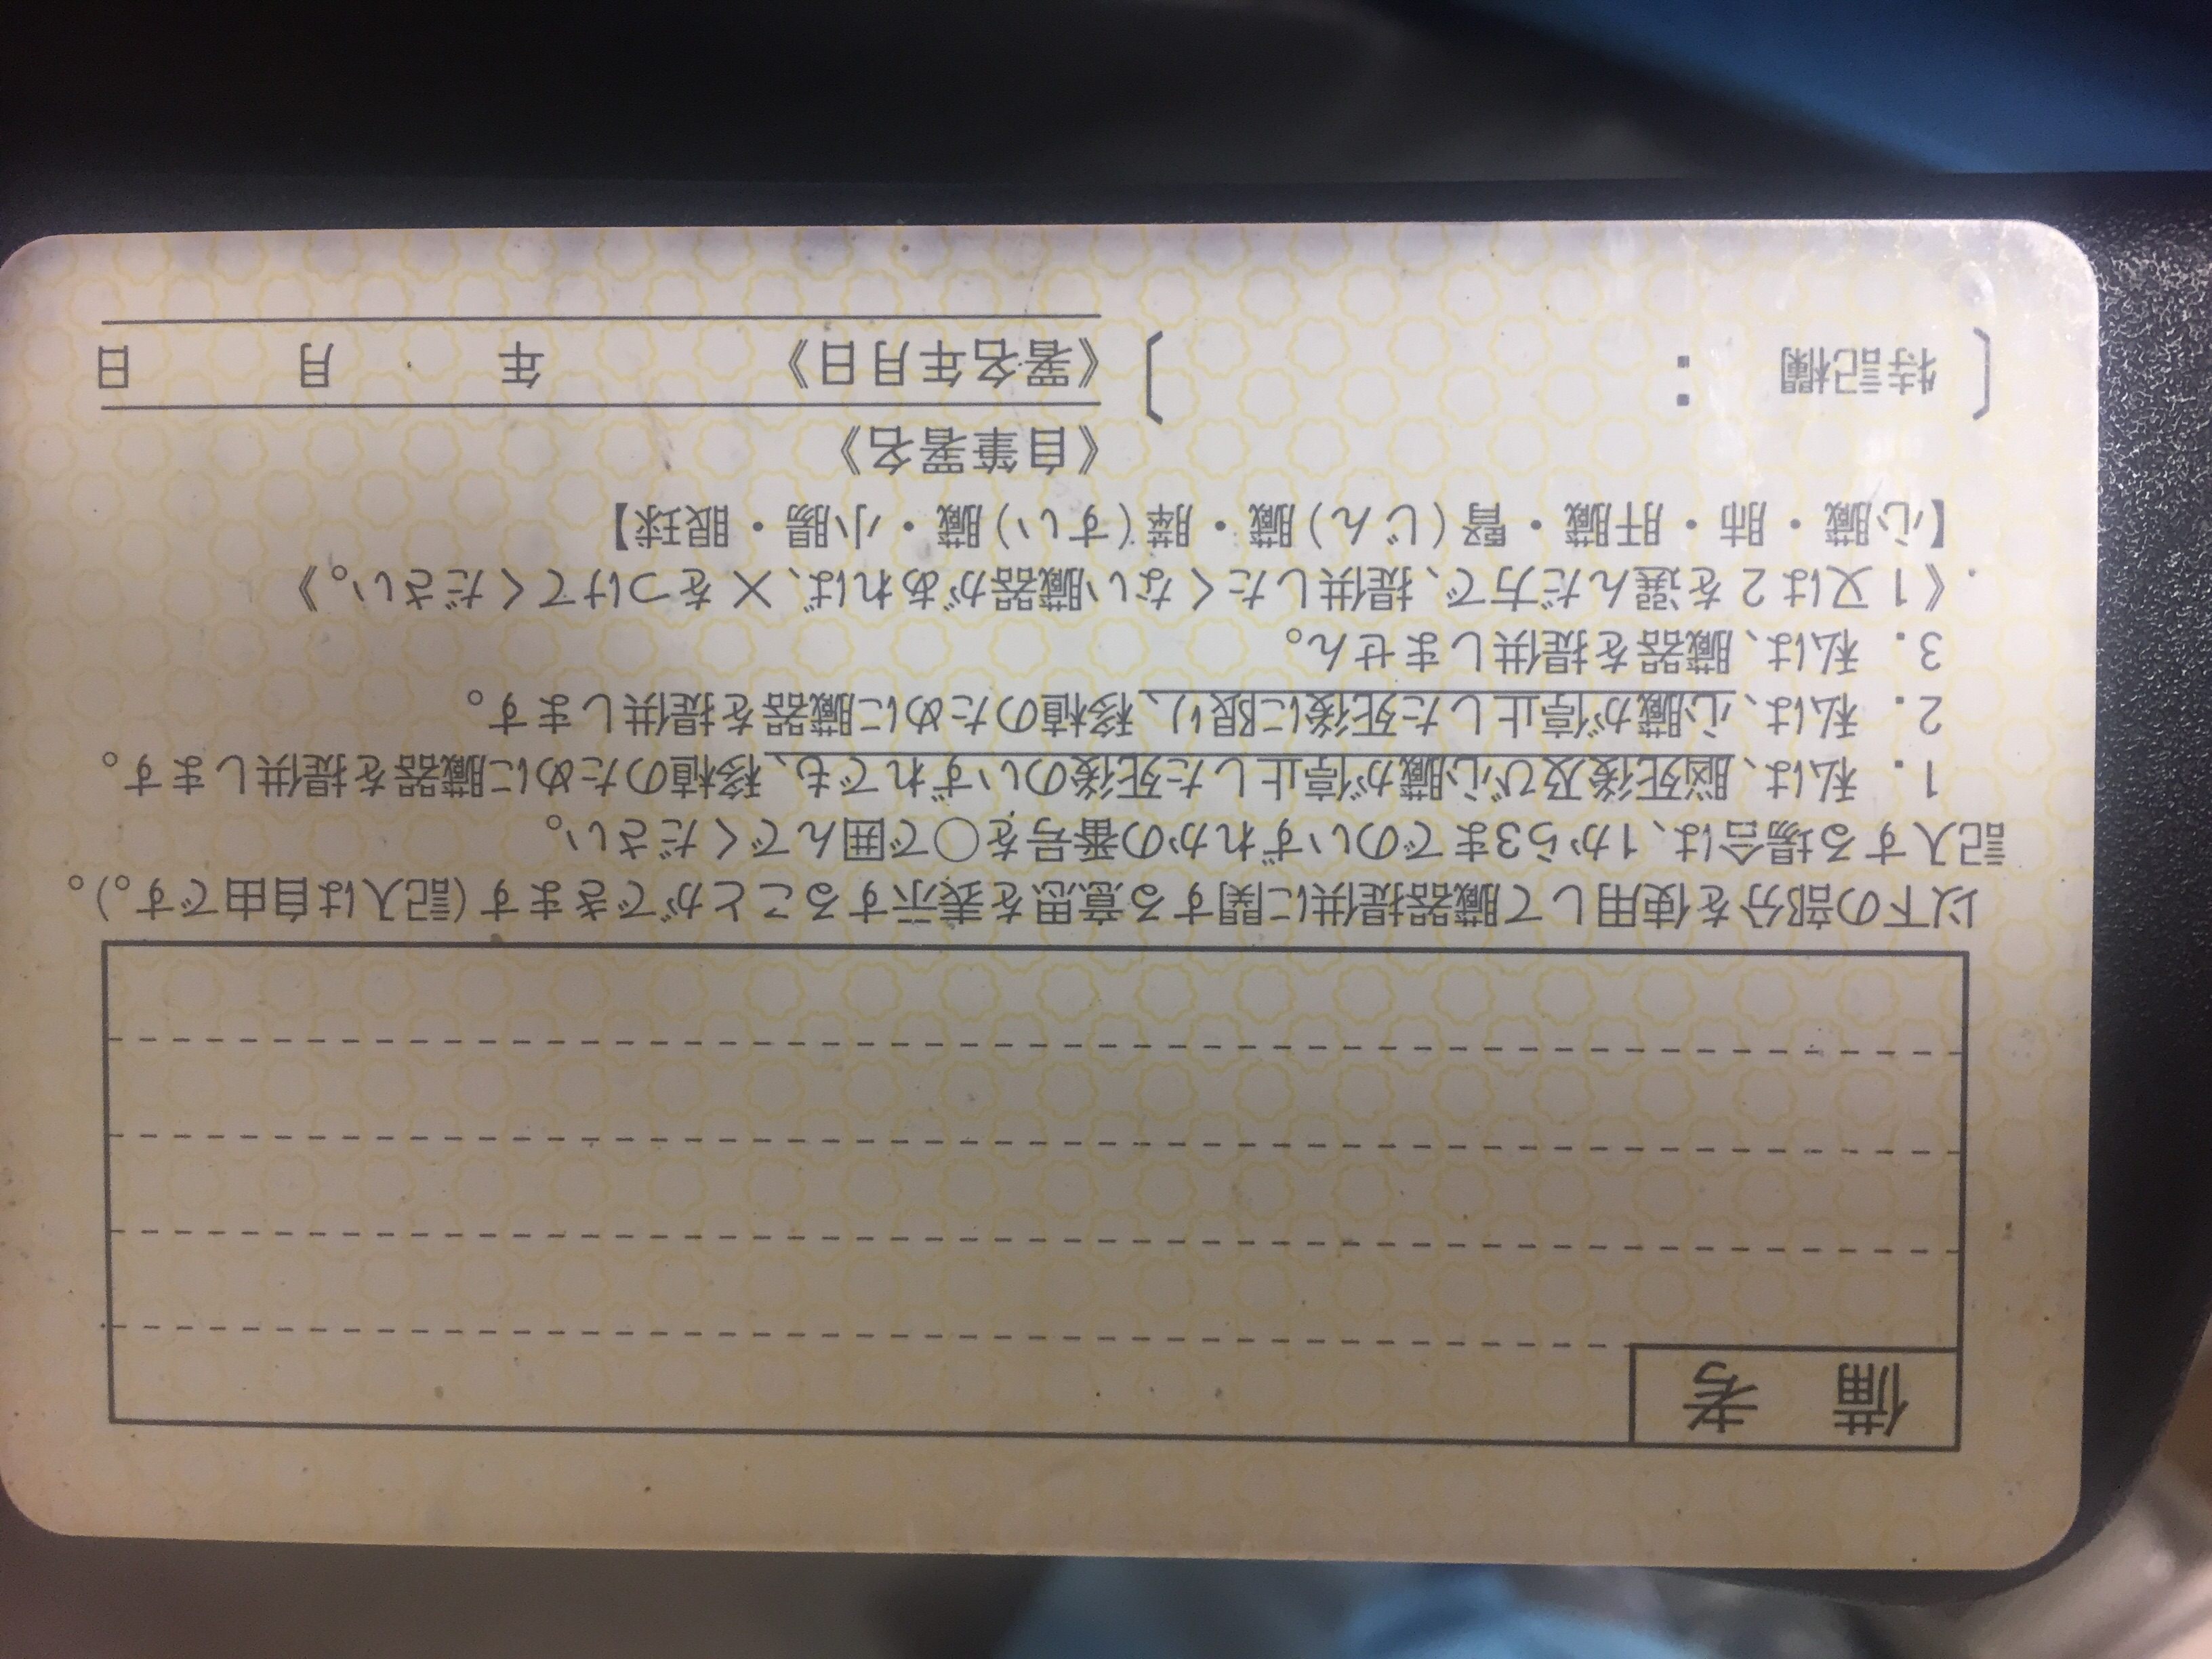 備 考
以下の部分を使用して臓器提供に関する意思を表示することができます(記入は自由です。)。
記入する場合は、1から3までのいずれかの番号を○で囲んでください。
1. 私は、脳死後及び心臓が停止した死後のいずれでも、移植のために臓器を提供します。
2. 私は、心臓が停止した死後に限り、移植のために臓器を提供します。
3. 私は、臓器を提供しません。
《1又は2を選んだ方で、提供したくない臓器があれば、×をつけてください。》
【心臓・肺・肝臓・腎(じん)臓・膵(すい)臓・小腸・眼球】
〔特記欄 : 〕
《自筆署名》
《署名年月日》 年 月 日